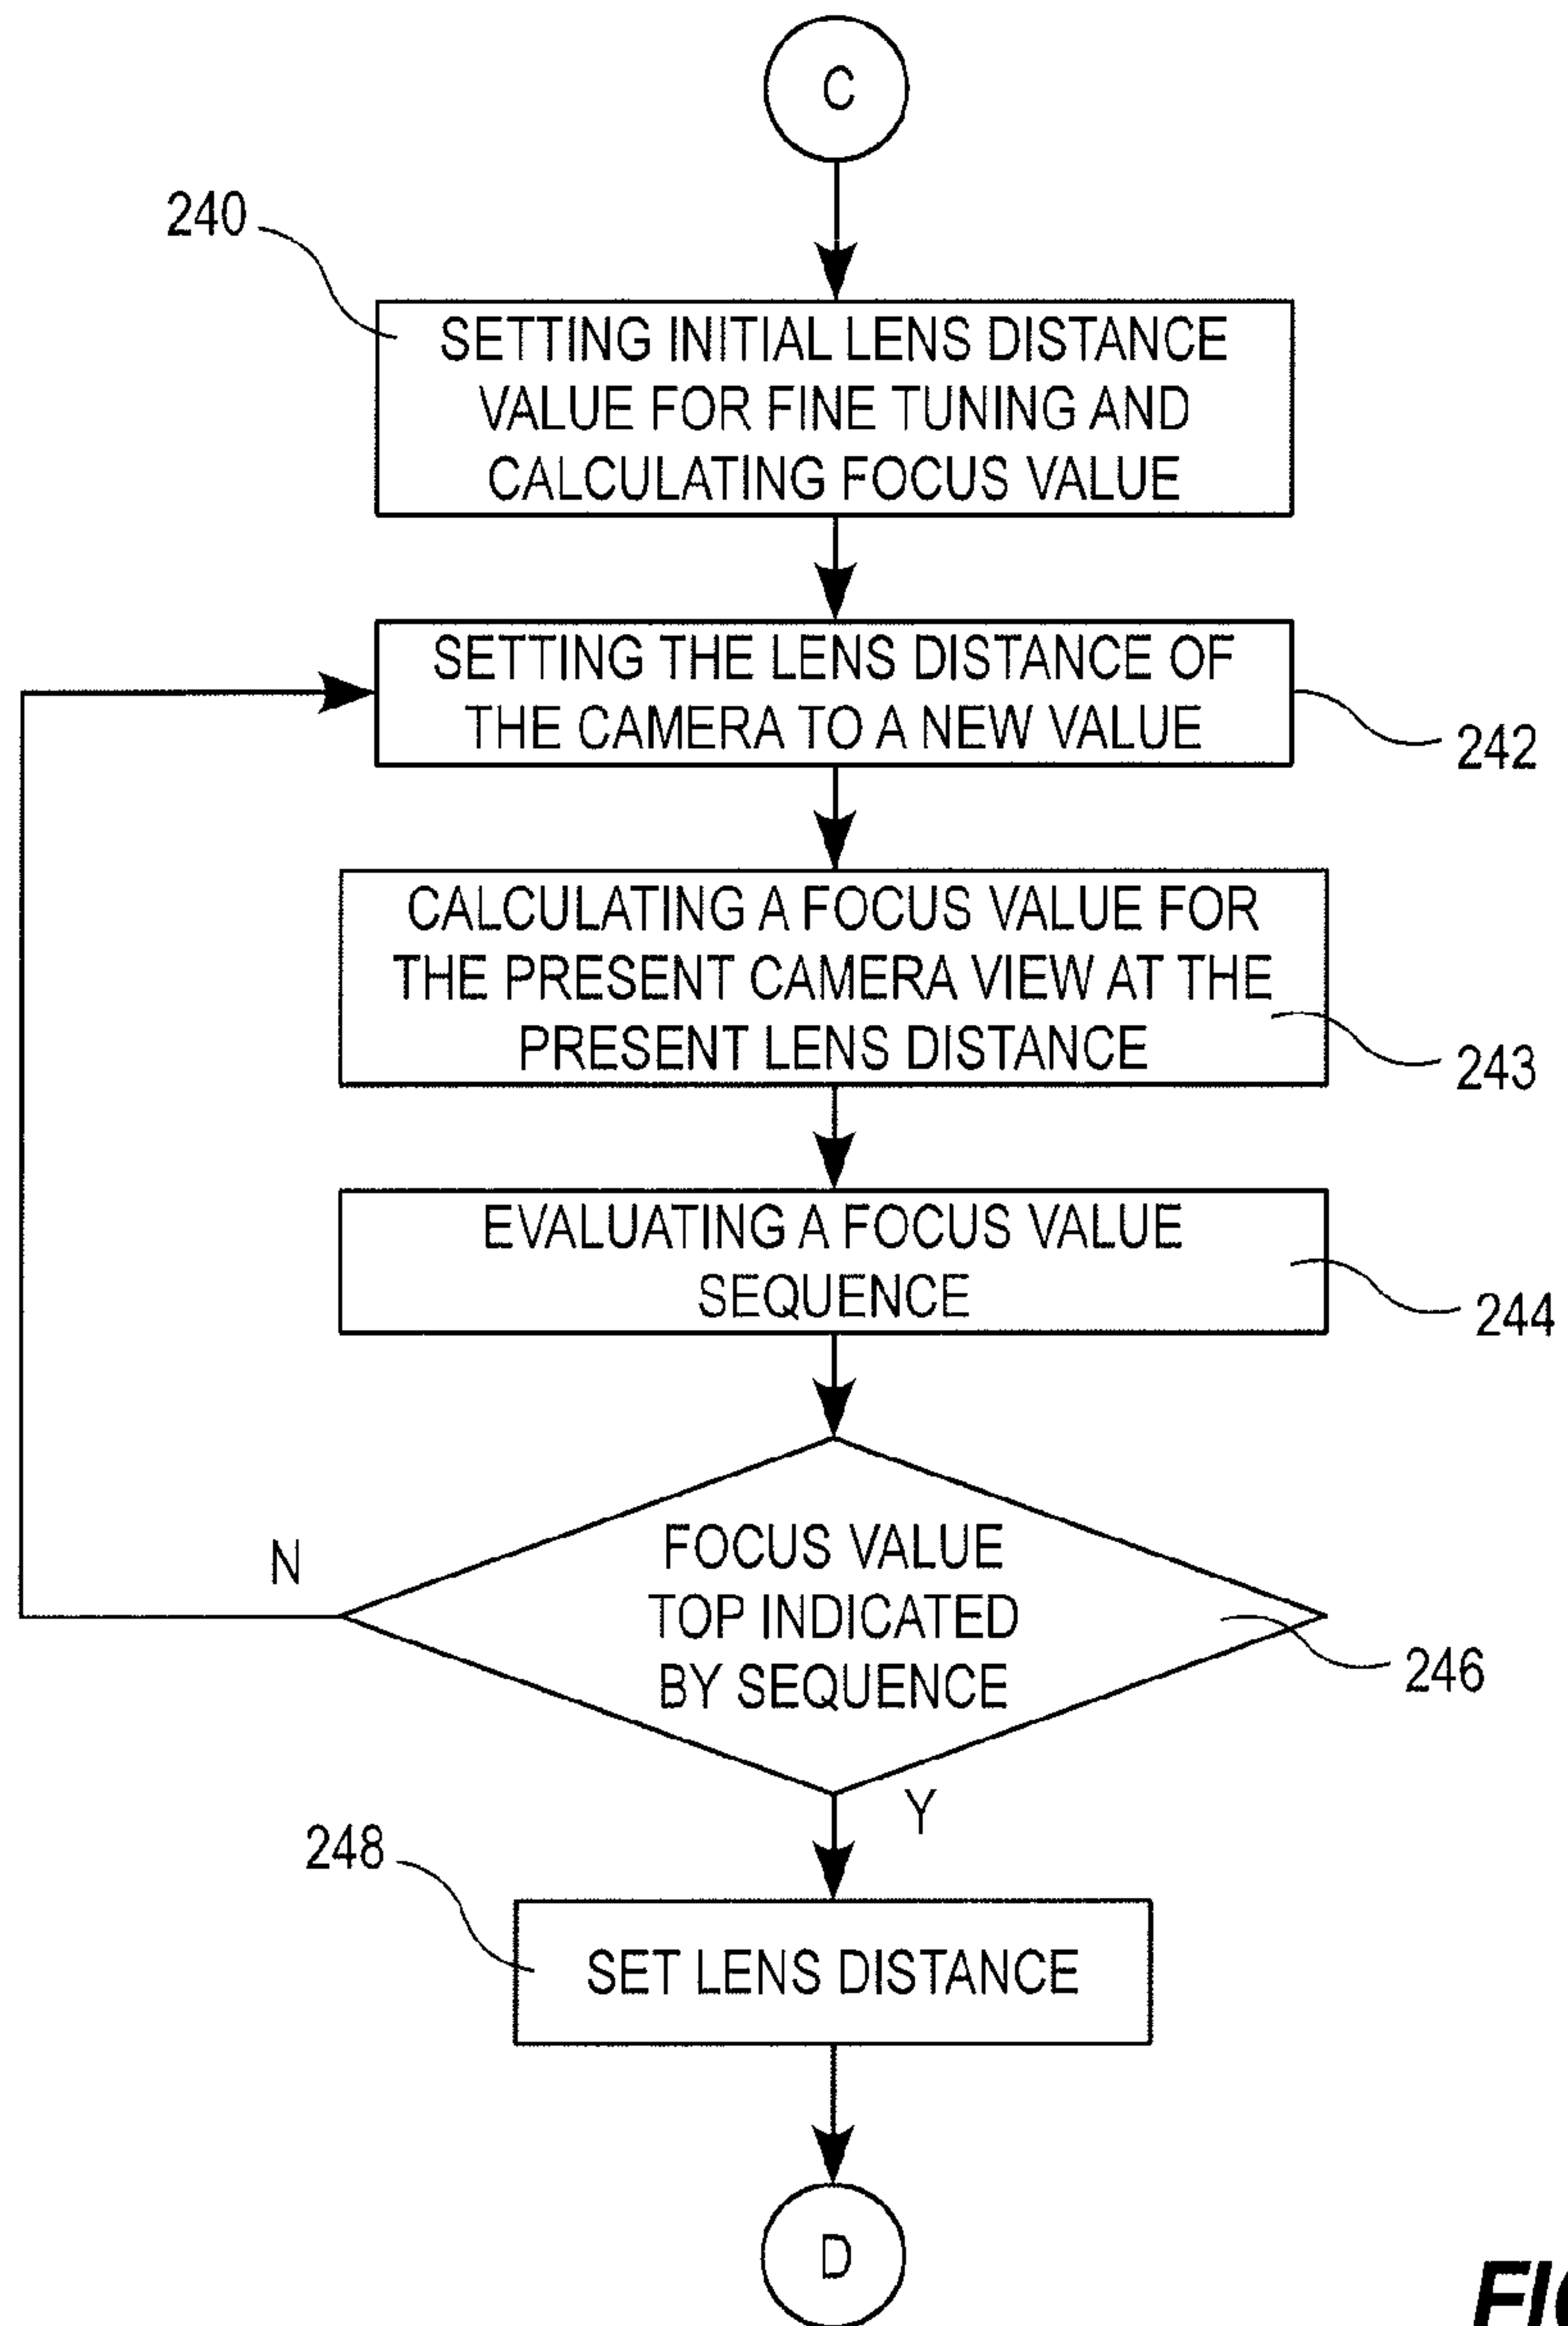 C
240
SETTING INITIAL LENS DISTANCE
VALUE FOR FINE TUNING AND
CALCULATING FOCUS VALUE
SETTING THE LENS DISTANCE OF
THE CAMERA TO A NEW VALUE
242
CALCULATING A FOCUS VALUE FOR
THE PRESENT CAMERA VIEW AT THE
PRESENT LENS DISTANCE
243
EVALUATING A FOCUS VALUE
SEQUENCE
244
N
FOCUS VALUE
TOP INDICATED
BY SEQUENCE
246
Y
248
SET LENS DISTANCE
D